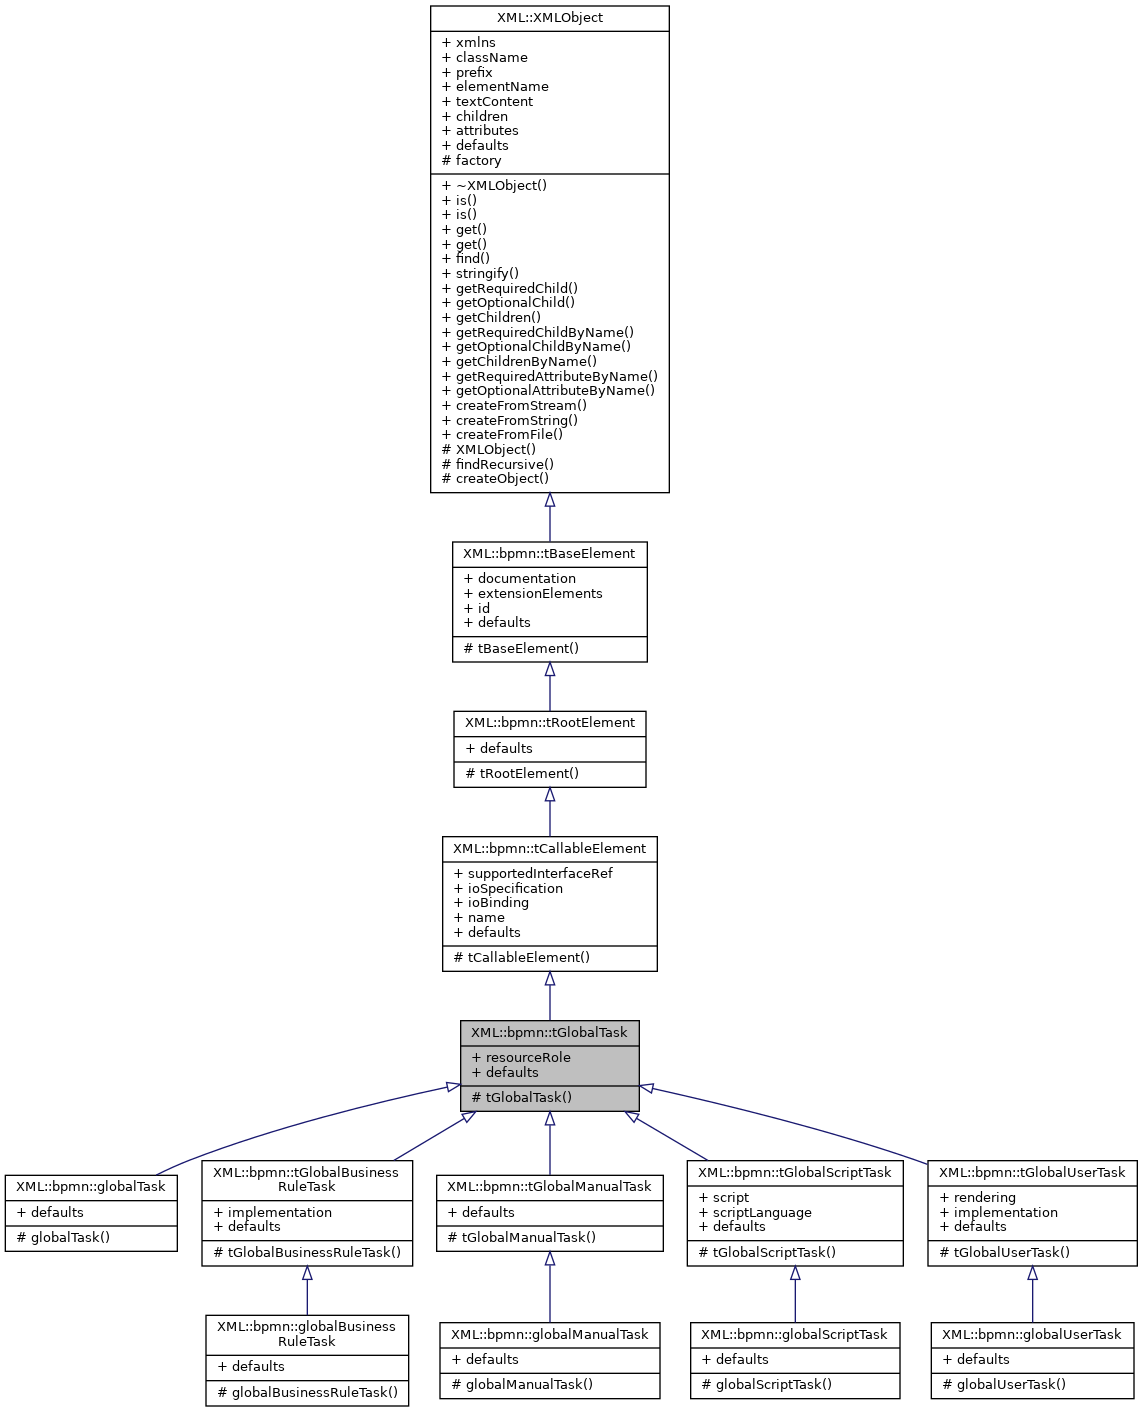 XML::XMLObject
+ xmlns
+ className
+ prefix
+ elementName
+ textContent
+ children
+ attributes
+ defaults
# factory
+ ~XMLObject()
+ is()
+ is()
+ get()
+ get()
+ find()
+ stringify()
+ getRequiredChild()
+ getOptionalChild()
+ getChildren()
+ getRequiredChildByName()
+ getOptionalChildByName()
+ getChildrenByName()
+ getRequiredAttributeByName()
+ getOptionalAttributeByName()
+ createFromStream()
+ createFromString()
+ createFromFile()
# XMLObject()
# findRecursive()
# createObject()
XML::bpmn::tBaseElement
+ documentation
+ extensionElements
+ id
+ defaults
# tBaseElement()
XML::bpmn::tRootElement
+ defaults
# tRootElement()
XML::bpmn::tCallableElement
+ supportedInterfaceRef
+ ioSpecification
+ ioBinding
+ name
+ defaults
# tCallableElement()
XML::bpmn::tGlobalTask
+ resourceRole
+ defaults
# tGlobalTask()
XML::bpmn::globalTask
+ defaults
# globalTask()
XML::bpmn::tGlobalBusiness
RuleTask
+ implementation
+ defaults
# tGlobalBusinessRuleTask()
XML::bpmn::tGlobalManualTask
+ defaults
# tGlobalManualTask()
XML::bpmn::tGlobalScriptTask
+ script
+ scriptLanguage
+ defaults
# tGlobalScriptTask()
XML::bpmn::tGlobalUserTask
+ rendering
+ implementation
+ defaults
# tGlobalUserTask()
XML::bpmn::globalBusiness
RuleTask
+ defaults
# globalBusinessRuleTask()
XML::bpmn::globalManualTask
+ defaults
# globalManualTask()
XML::bpmn::globalScriptTask
+ defaults
# globalScriptTask()
XML::bpmn::globalUserTask
+ defaults
# globalUserTask()